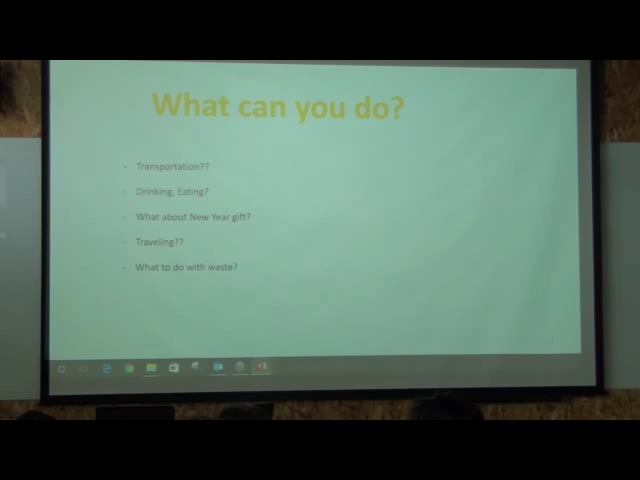 What can you do?
- Transportation??
- Drinking, Eating?
- What about New Year gift?
- Traveling??
- What to do with waste?